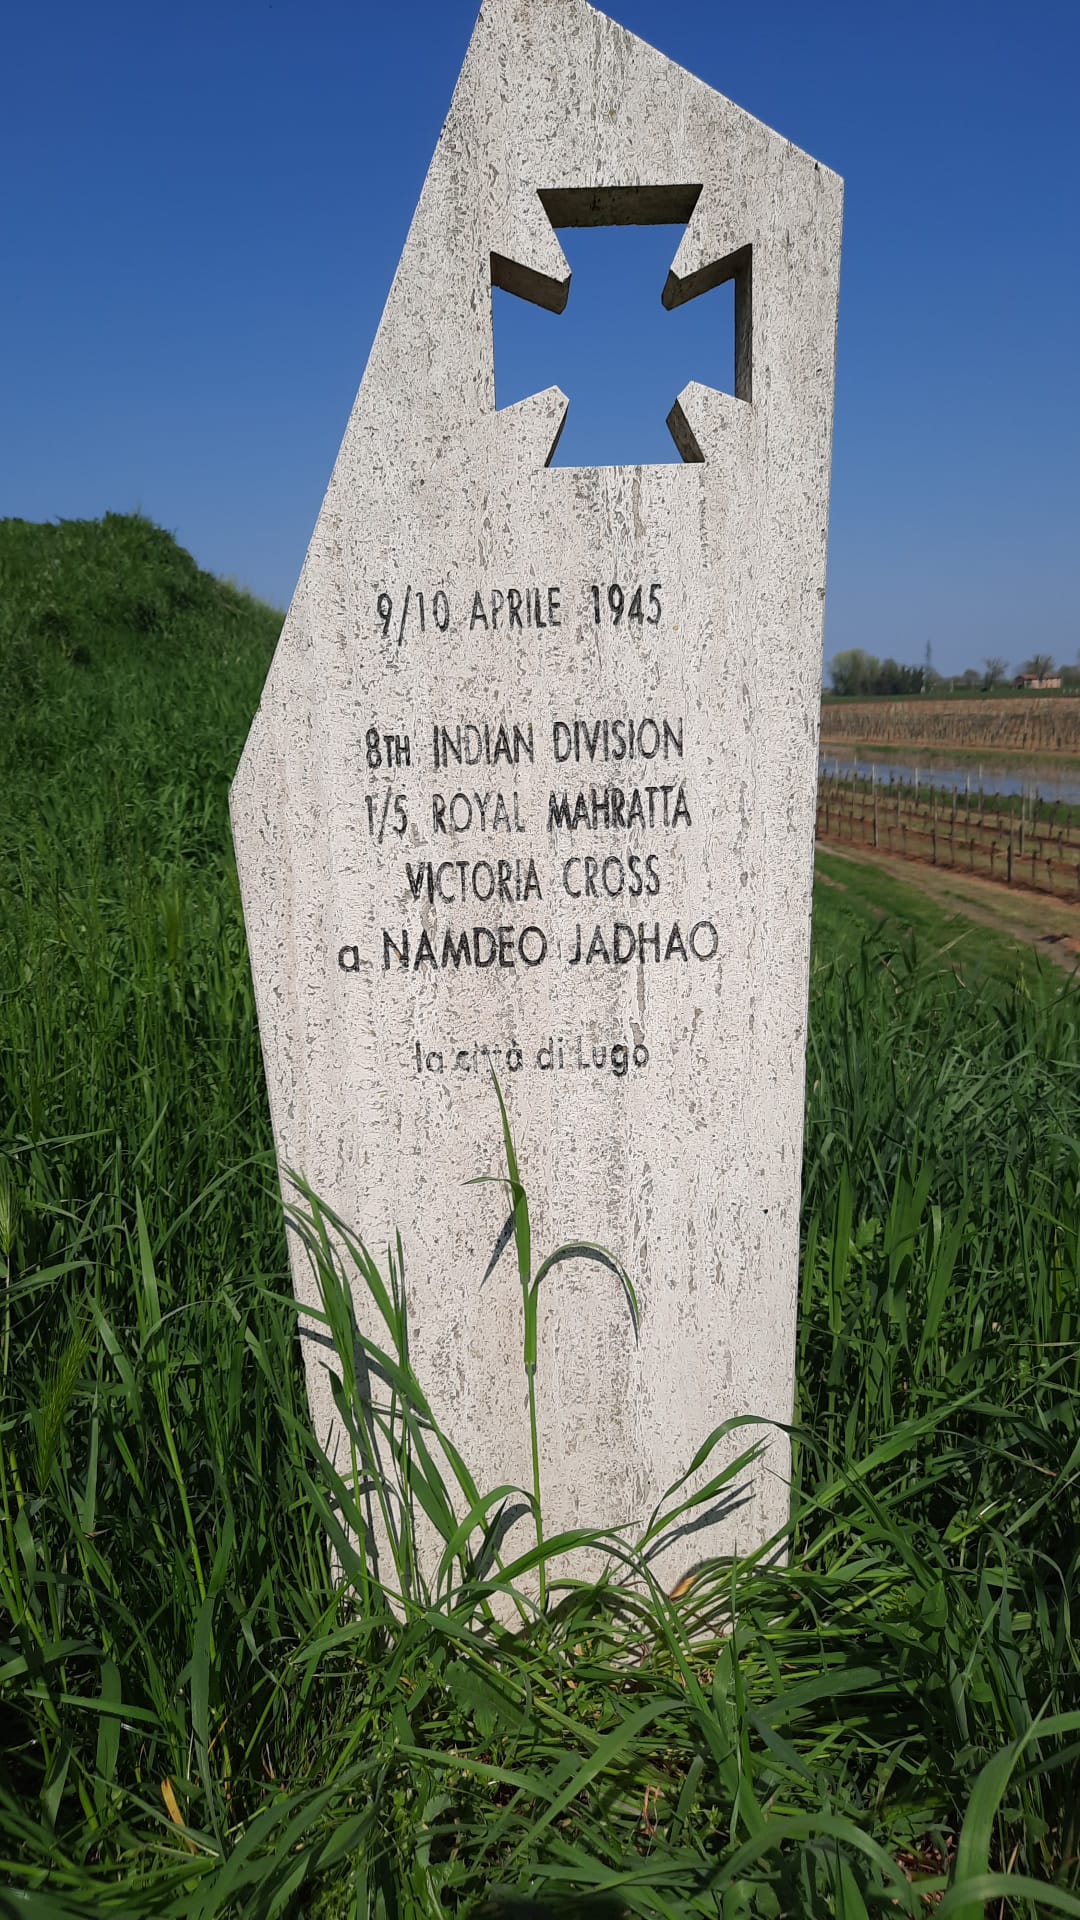 9/10 APRILE 1945
8TH INDIAN DIVISION
1/5 ROYAL MAHRATTA
VICTORIA CROSS
a NAMDEO JADHAO
la città di Lugo